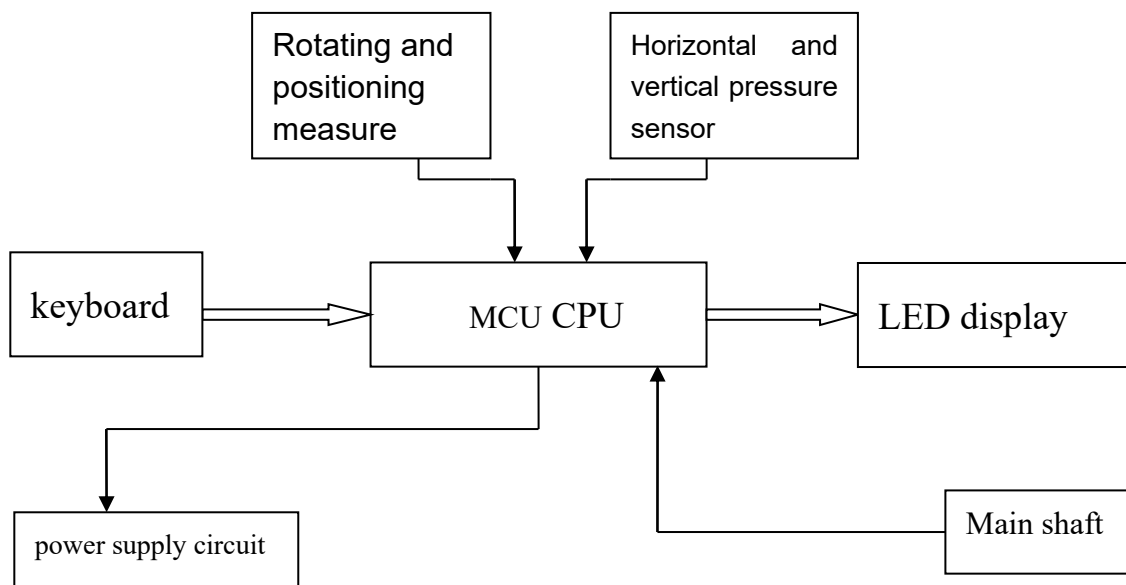 Rotating and
positioning
measure
Horizontal and
vertical pressure
sensor
keyboard
MCU CPU
LED display
power supply circuit
Main shaft